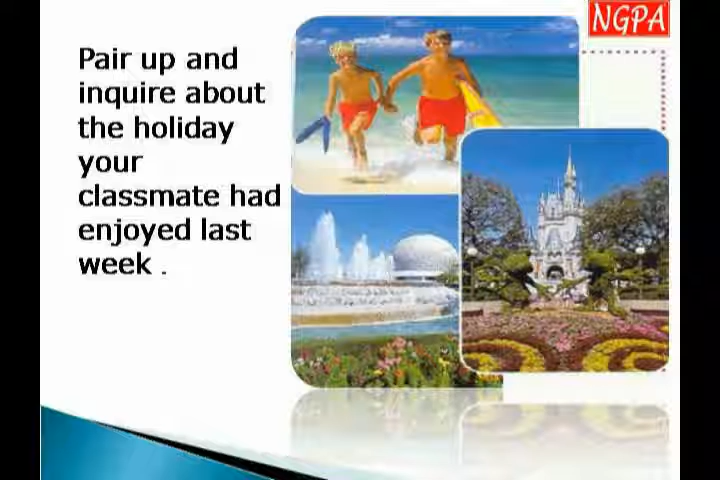 NGPA
Pair up and
inquire about
the holiday
your
classmate had
enjoyed last
week .